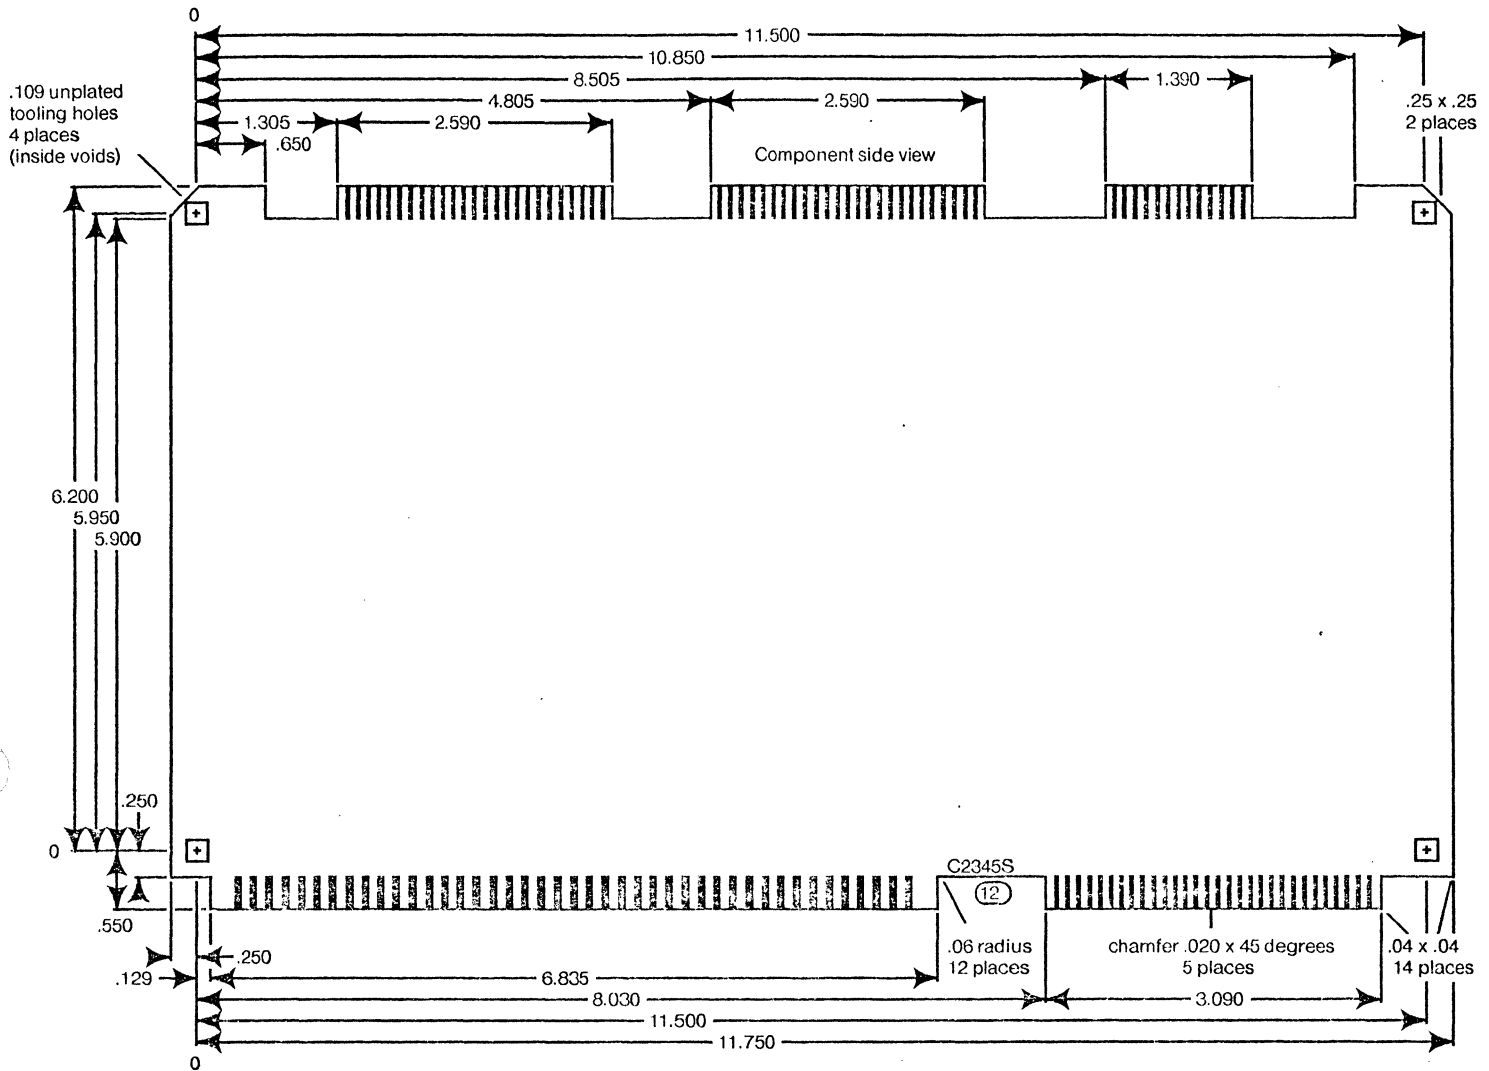 0
11.500
10.850
8.505
1.390
4.805
2.590
1.305
2.590
.650
.109 unplated
tooling holes
4 places
(inside voids)
.25 x .25
2 places
Component side view
6.200
5.950
5.900
.250
0
.550
C2345S
12
.250
.129
.06 radius
12 places
chamfer .020 x 45 degrees
5 places
.04 x .04
14 places
6.835
8.030
3.090
11.500
11.750
0